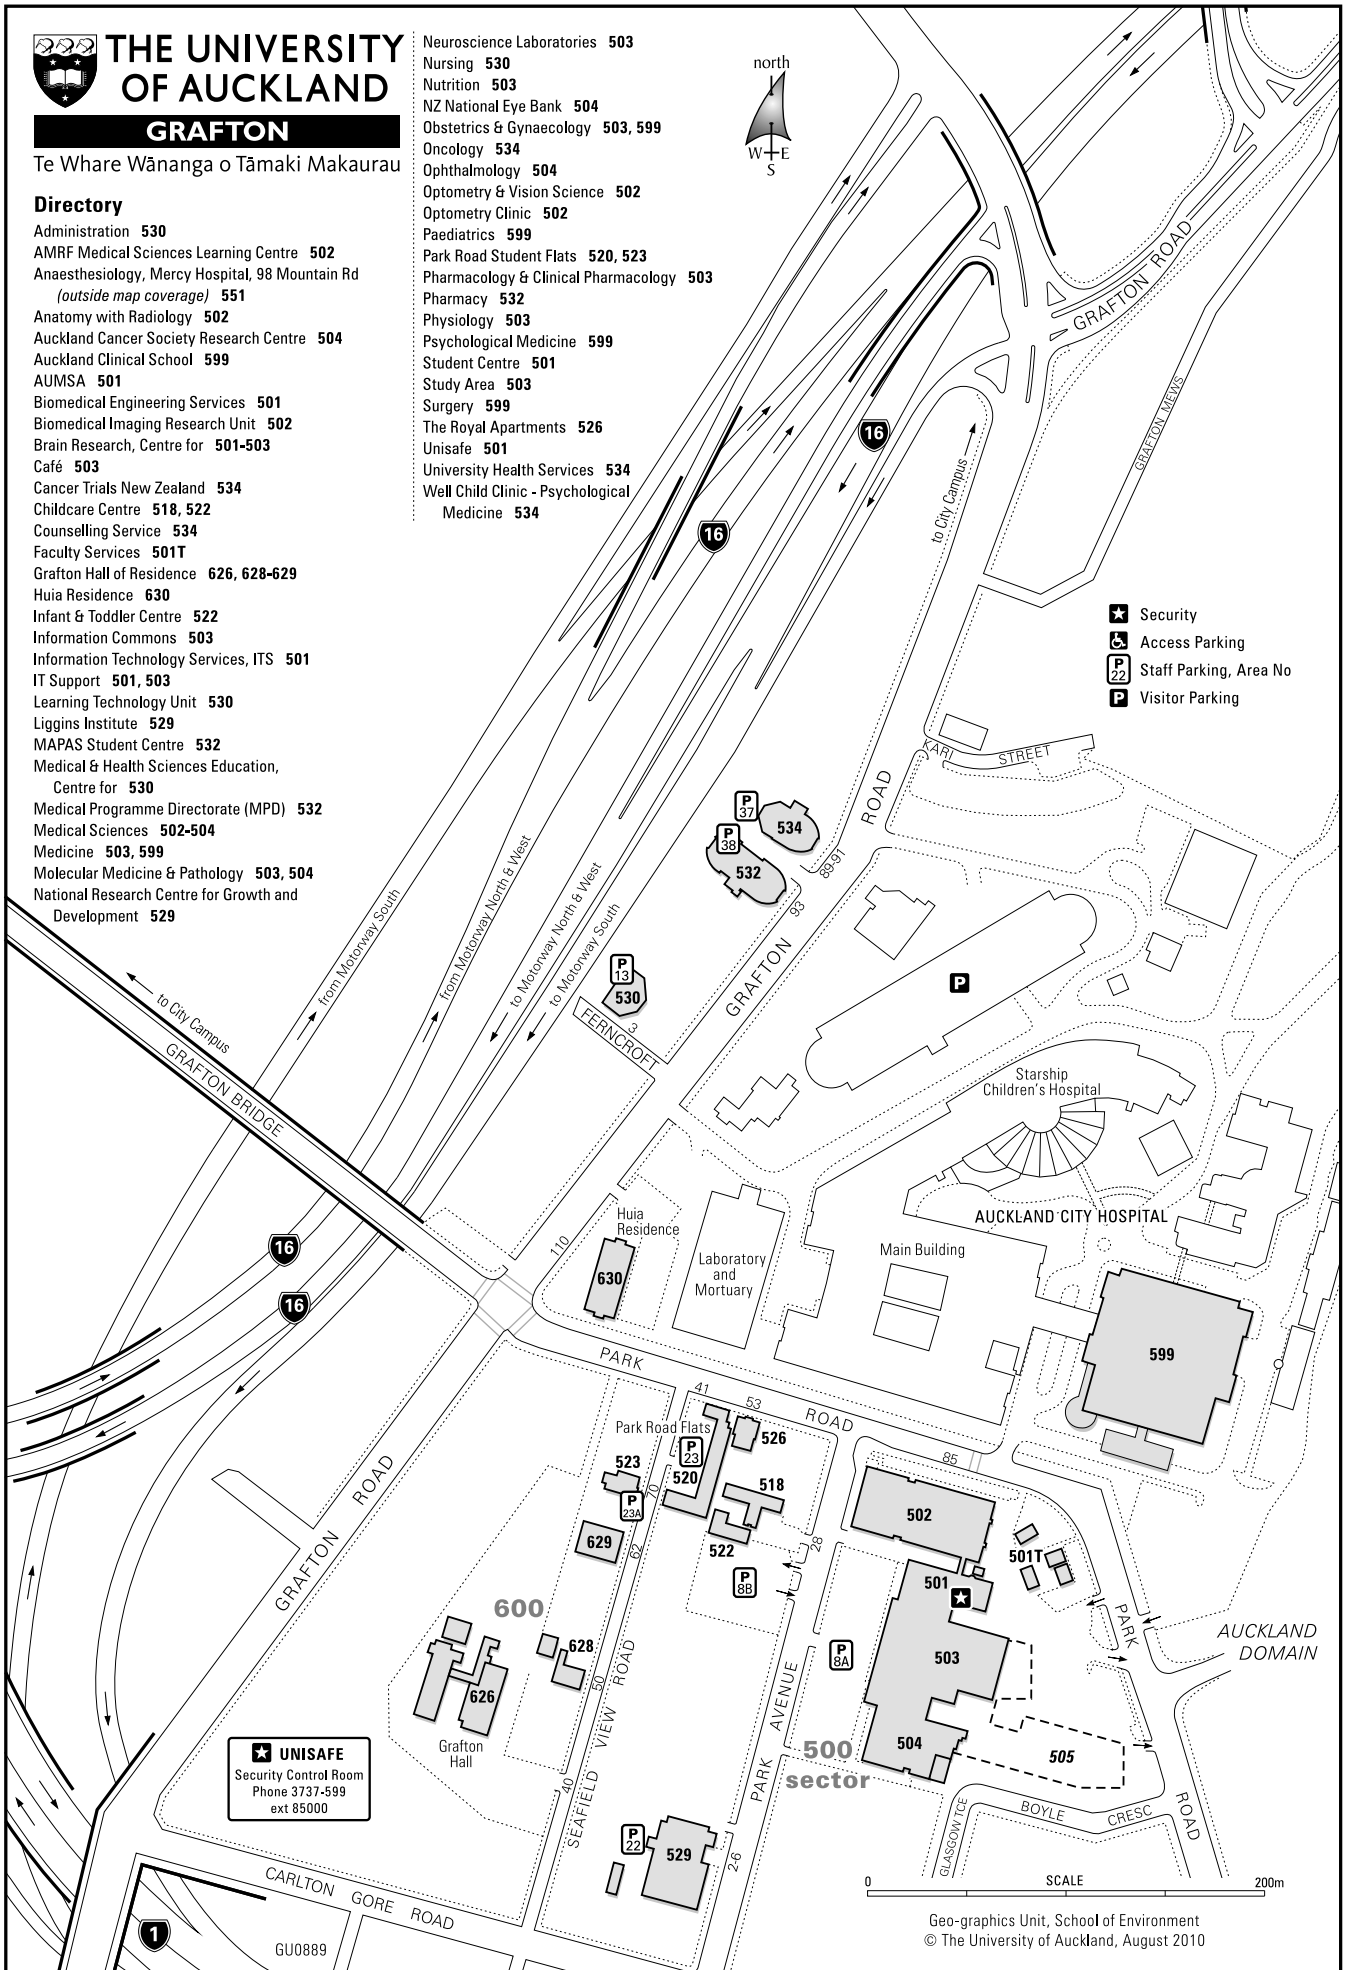 THE UNIVERSITY
OF AUCKLAND
GRAFTON
Te Whare Wānanga o Tāmaki Makaurau
Directory
Administration 530
AMRF Medical Sciences Learning Centre 502
Anaesthesiology, Mercy Hospital, 98 Mountain Rd
(outside map coverage) 551
Anatomy with Radiology 502
Auckland Cancer Society Research Centre 504
Auckland Clinical School 599
AUMSA 501
Biomedical Engineering Services 501
Biomedical Imaging Research Unit 502
Brain Research, Centre for 501-503
Café 503
Cancer Trials New Zealand 534
Childcare Centre 518, 522
Counselling Service 534
Faculty Services 501T
Grafton Hall of Residence 626, 628-629
Huia Residence 630
Infant & Toddler Centre 522
Information Commons 503
Information Technology Services, ITS 501
IT Support 501, 503
Learning Technology Unit 530
Liggins Institute 529
MAPAS Student Centre 532
Medical & Health Sciences Education,
Centre for 530
Medical Programme Directorate (MPD) 532
Medical Sciences 502-504
Medicine 503, 599
Molecular Medicine & Pathology 503, 504
National Research Centre for Growth and
Development 529
Neuroscience Laboratories 503
Nursing 530
Nutrition 503
NZ National Eye Bank 504
Obstetrics & Gynaecology 503, 599
Oncology 534
Ophthalmology 504
Optometry & Vision Science 502
Optometry Clinic 502
Paediatrics 599
Park Road Student Flats 520, 523
Pharmacology & Clinical Pharmacology 503
Pharmacy 532
Physiology 503
Psychological Medicine 599
Student Centre 501
Study Area 503
Surgery 599
The Royal Apartments 526
Unisafe 501
University Health Services 534
Well Child Clinic - Psychological
Medicine 534
north
W E
S
GRAFTON ROAD
GRAFTON MEWS
16
to City Campus
16
Security
Access Parking
P 22 Staff Parking, Area No
P Visitor Parking
KARI STREET
ROAD
P 37
534
P 38
532
89-91
93
GRAFTON
from Motorway South
from Motorway North & West
to Motorway North & West
to Motorway South
P 13
530
3
FERNCROFT
P
to City Campus
GRAFTON BRIDGE
Starship
Children's Hospital
AUCKLAND CITY HOSPITAL
Huia
Residence
110
630
Laboratory
and
Mortuary
Main Building
16
16
599
PARK
ROAD
41
53
85
Park Road Flats
P 23
526
523
520
70
518
P 23A
629
62
522
28
P 8B
502
501T
501
GRAFTON ROAD
600
628
626
50
Grafton
Hall
P 8A
503
PARK
AUCKLAND
DOMAIN
504
505
500
sector
UNISAFE
Security Control Room
Phone 3737-599
ext 85000
40
SEAFIELD VIEW ROAD
PARK AVENUE
P 22
529
2-6
GLASGOW TCE
BOYLE CRESC
ROAD
CARLTON GORE ROAD
1
GU0889
0 SCALE 200m
Geo-graphics Unit, School of Environment
© The University of Auckland, August 2010